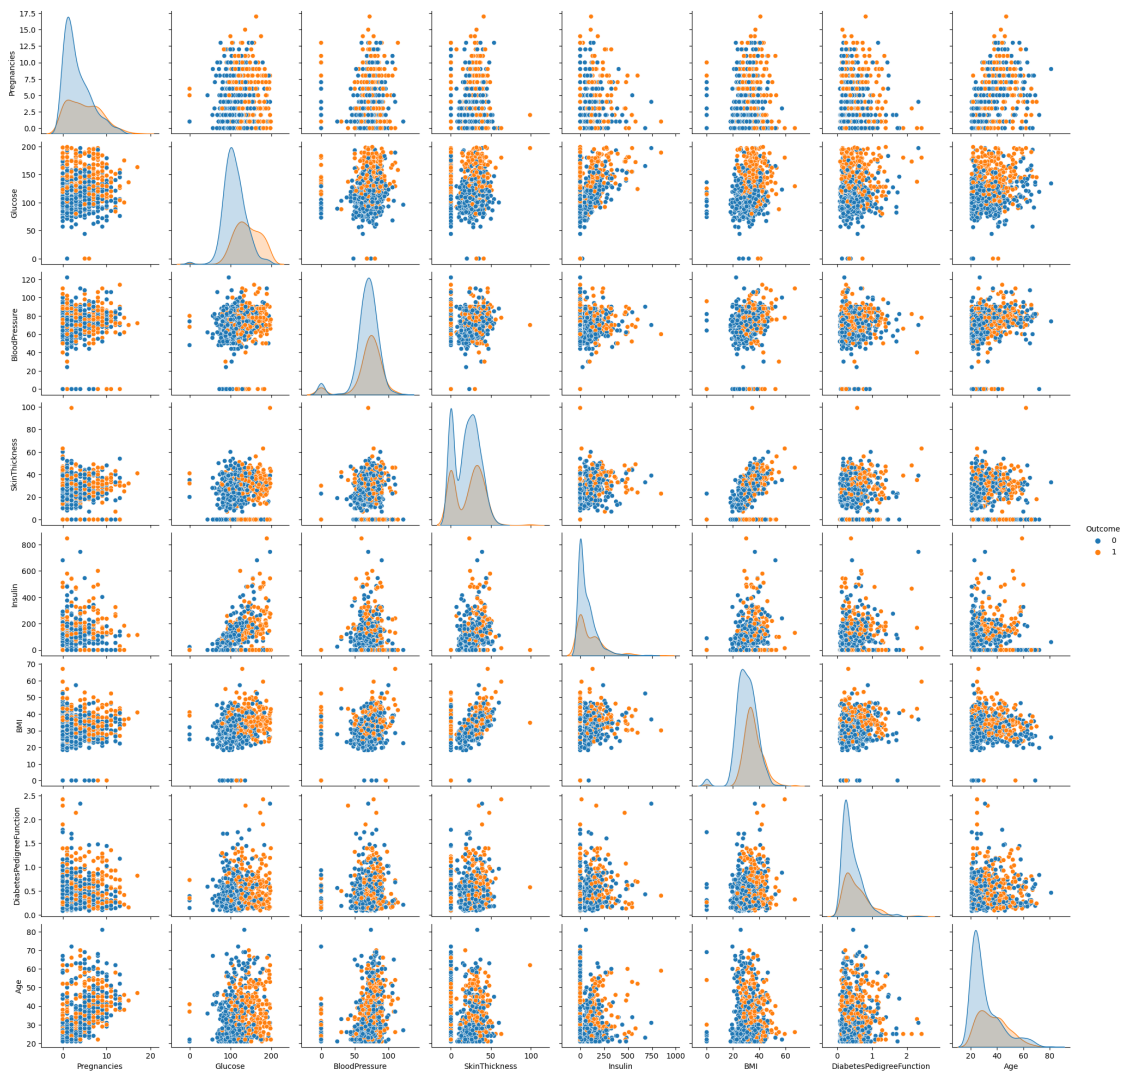 17.5
15.0
12.5
10.0
7.5
5.0
2.5
0.0
Pregnancies
200
150
100
50
0
Glucose
120
100
80
60
40
20
0
BloodPressure
100
80
60
40
20
0
SkinThickness
Outcome
0
1
800
600
400
200
0
Insulin
70
60
50
40
30
20
10
0
BMI
2.5
2.0
1.5
1.0
0.5
0.0
DiabetesPedigreeFunction
80
70
60
50
40
30
20
Age
0 10 20
0 100 200
0 50 100
0 50 100
0 250 500 750 1000
0 20 40 60
0 1 2
20 40 60 80
Pregnancies
Glucose
BloodPressure
SkinThickness
Insulin
BMI
DiabetesPedigreeFunction
Age